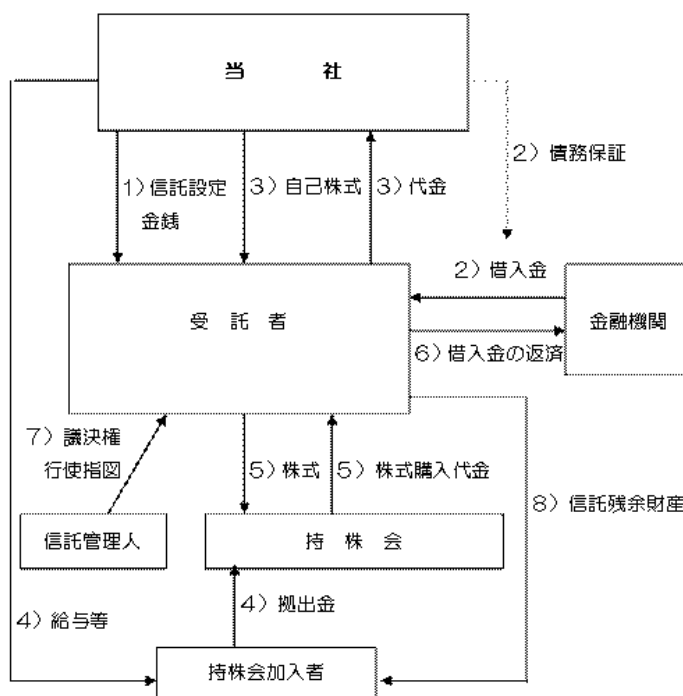 当　　社
2）債務保証
1）信託設定
金銭
3）自己株式
3）代金
2）借入金
受　託　者
金融機関
6）借入金の返済
7）議決権
行使指図
5）株式
5）株式購入代金
8）信託残余財産
信託管理人
持　株　会
4）給与等
4）拠出金
持株会加入者